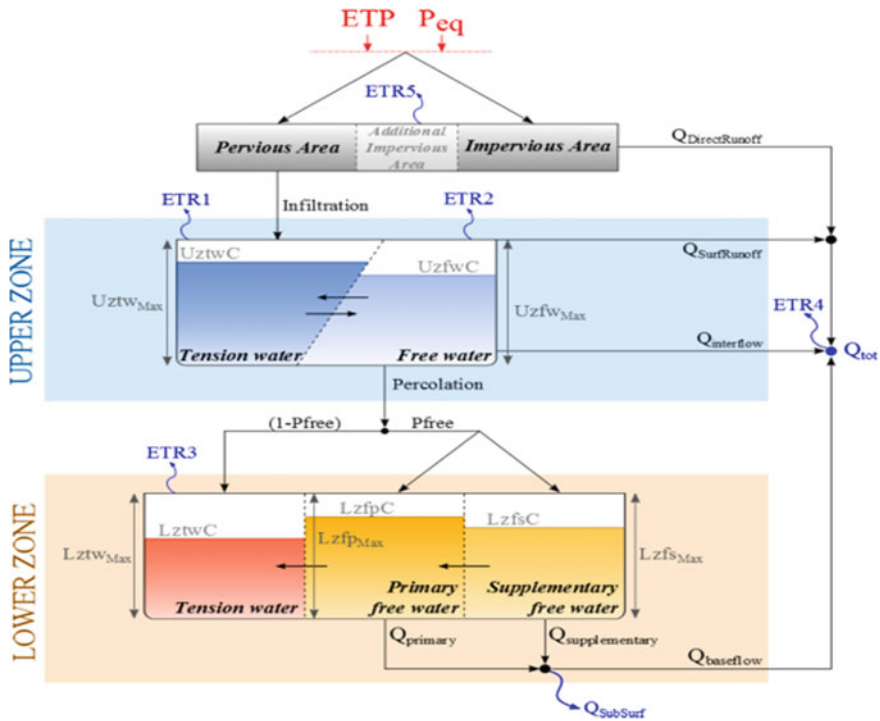 ETP Peq
ETR5
Pervious Area
Additional
Impervious
Area
Impervious Area
QDirectRunoff
ETR1
Infiltration
ETR2
UPPER ZONE
UztwC
UzfwC
QSurfRunoff
UztwMax
UzfwMax
ETR4
Tension water
Free water
Qinterflow
Qtot
Percolation
(1-Pfree)
Pfree
ETR3
LOWER ZONE
LztwC
LzfpC
LzfsC
LztwMax
LzfpMax
LzfsMax
Tension water
Primary
free water
Supplementary
free water
Qprimary
Qsupplementary
Qbaseflow
QSubSurf